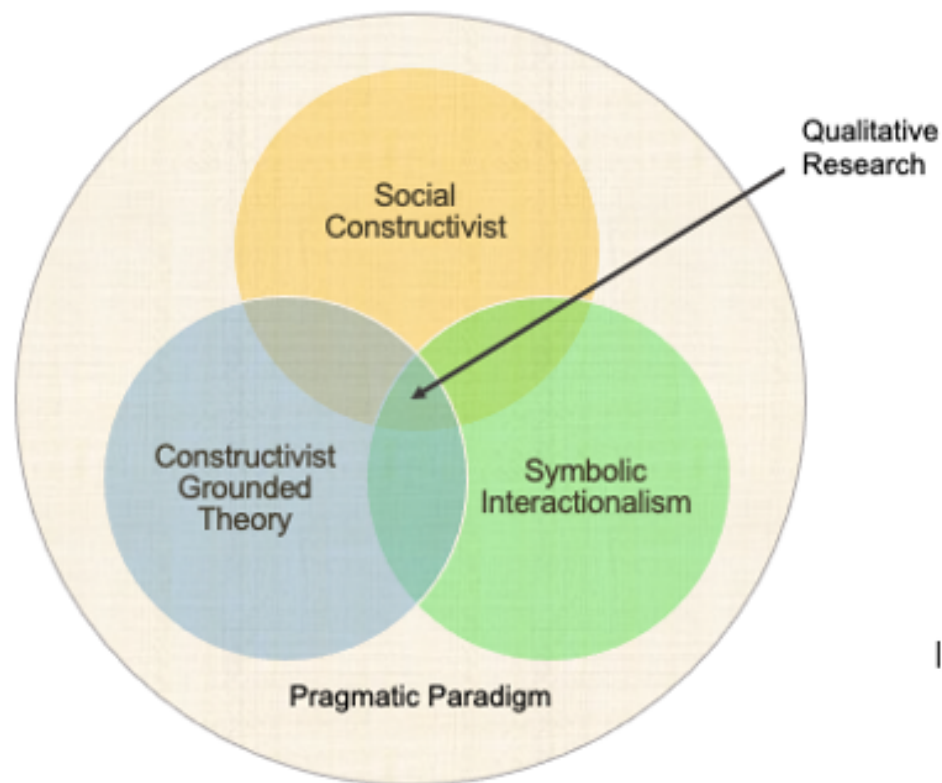 Qualitative
Research
Social
Constructivist
Constructivist
Grounded
Theory
Symbolic
Interactionalism
Pragmatic Paradigm